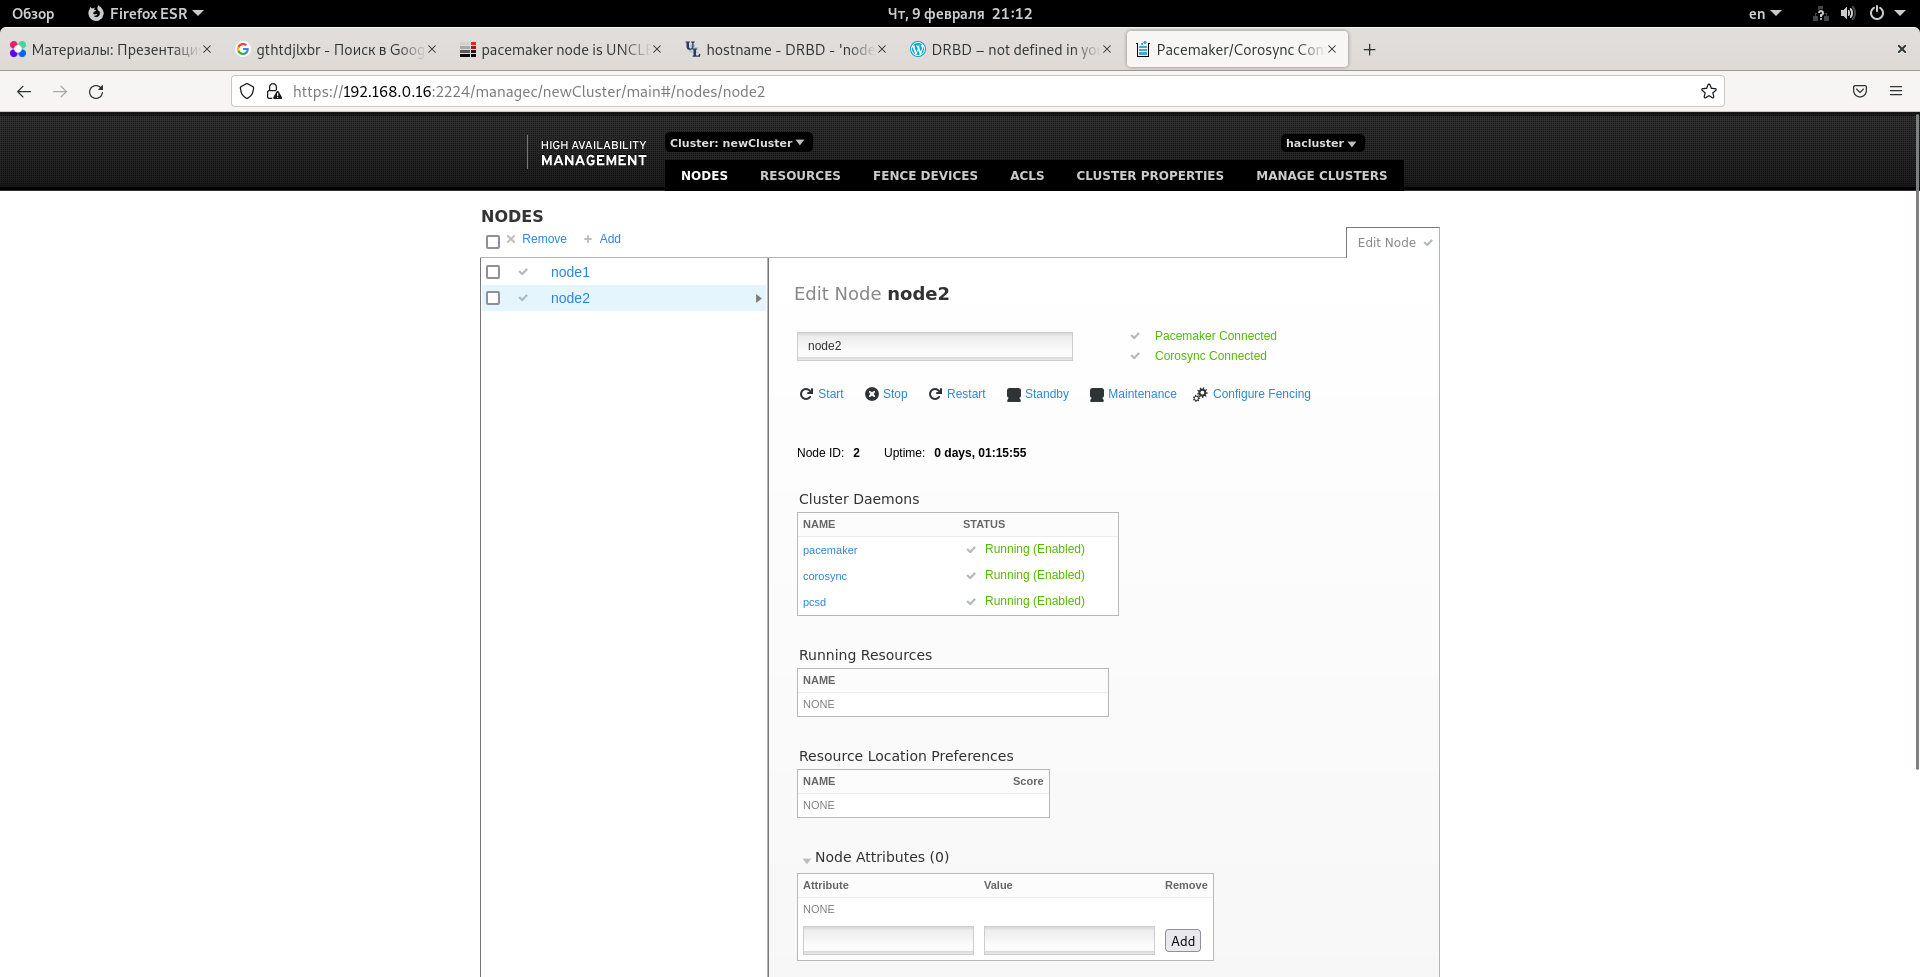 Обзор Firefox ESR Чт, 9 февраля 21:12 en
Материалы: Презентаци gthtdjlxbr - Поиск в Goog pacemaker node is UNCLE hostname - DRBD - 'node DRBD – not defined in yo Pacemaker/Corosync Con
https://192.168.0.16:2224/managec/newCluster/main#/nodes/node2
HIGH AVAILABILITY
MANAGEMENT
Cluster: newCluster hacluster
NODES RESOURCES FENCE DEVICES ACLS CLUSTER PROPERTIES MANAGE CLUSTERS
NODES
Remove Add
Edit Node
node1
node2
Edit Node node2
node2
Pacemaker Connected
Corosync Connected
Start Stop Restart Standby Maintenance Configure Fencing
Node ID: 2 Uptime: 0 days, 01:15:55
Cluster Daemons
NAME STATUS
pacemaker Running (Enabled)
corosync Running (Enabled)
pcsd Running (Enabled)
Running Resources
NAME
NONE
Resource Location Preferences
NAME Score
NONE
Node Attributes (0)
Attribute Value Remove
NONE
Add